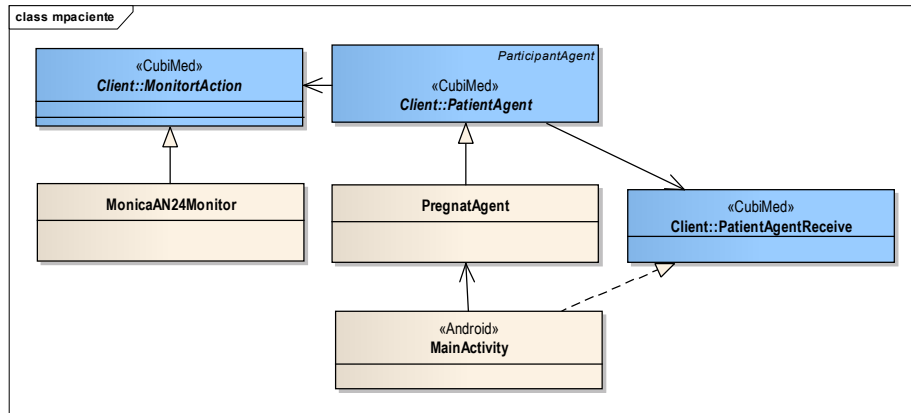 class mpaciente
«CubiMed»
Client::MonitortAction
ParticipantAgent
«CubiMed»
Client::PatientAgent
MonicaAN24Monitor
PregnatAgent
«CubiMed»
Client::PatientAgentReceive
«Android»
MainActivity